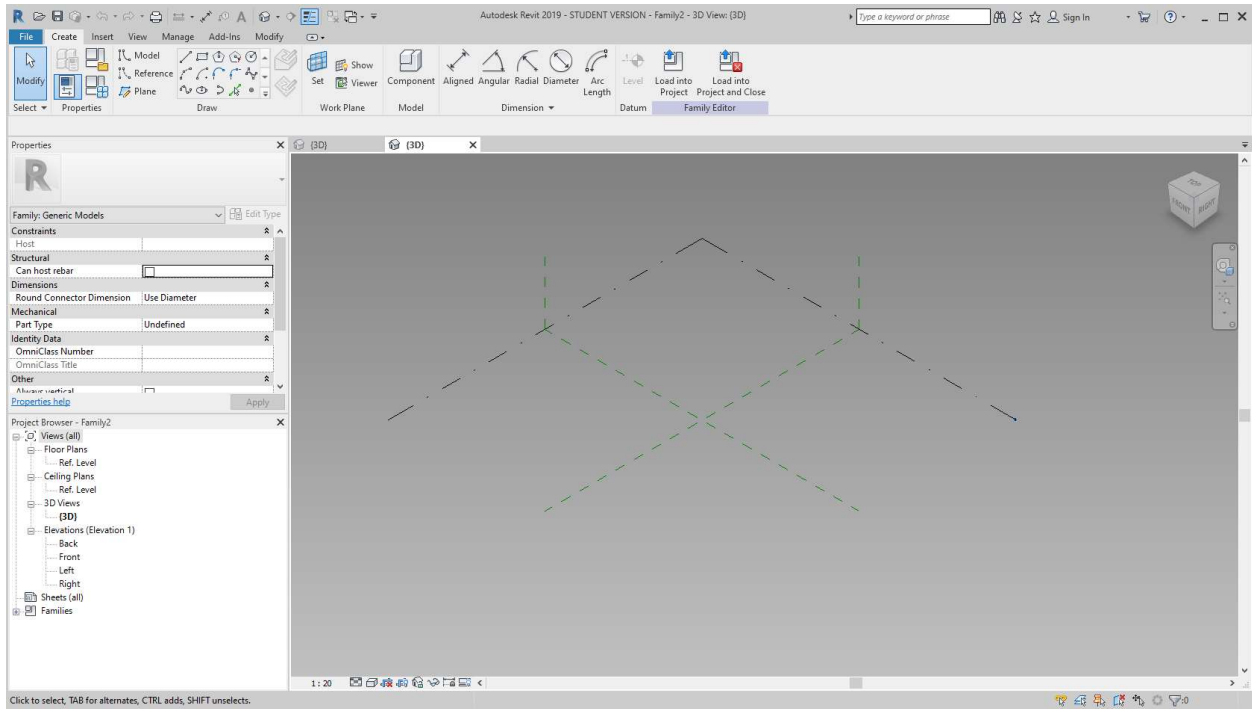 Autodesk Revit 2019 - STUDENT VERSION - Family2 - 3D View: {3D}
Type a keyword or phrase
Sign In
File Create Insert View Manage Add-Ins Modify
Modify
Model
Reference
Plane
Set
Show
Viewer
Component
Aligned Angular Radial Diameter Arc Length
Level
Load into Project
Load into Project and Close
Select Properties Draw Work Plane Model Dimension Datum Family Editor
Properties
{3D}
{3D}
R
Family: Generic Models
Edit Type
Constraints
Host
Structural
Can host rebar
Dimensions
Round Connector Dimension Use Diameter
Mechanical
Part Type Undefined
Identity Data
OmniClass Number
OmniClass Title
Other
Always vertical
Properties help
Apply
Project Browser - Family2
Views (all)
Floor Plans
Ref. Level
Ceiling Plans
Ref. Level
3D Views
{3D}
Elevations (Elevation 1)
Back
Front
Left
Right
Sheets (all)
Families
TOP
FRONT
RIGHT
1 : 20
Click to select, TAB for alternates, CTRL adds, SHIFT unselects.
:0